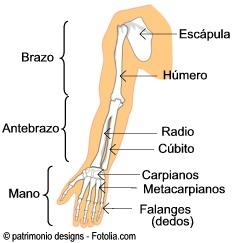 Escápula
Brazo
Húmero
Antebrazo
Radio
Cúbito
Carpianos
Mano
Metacarpianos
Falanges
(dedos)
© patrimonio designs - Fotolia.com